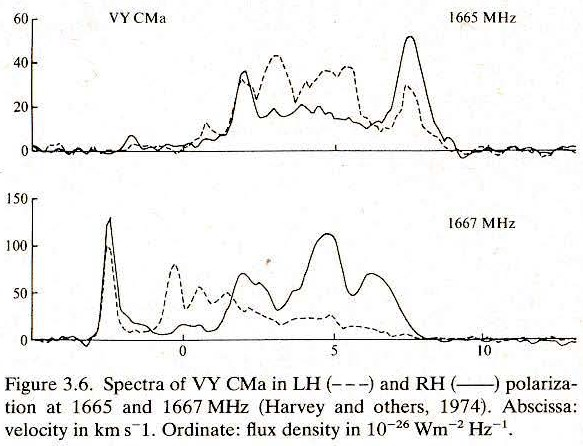 VY CMa 1665 MHz
60
40
20
0
150
1667 MHz
100
50
0
0 5 10
Figure 3.6. Spectra of VY CMa in LH (---) and RH (——) polariza-
tion at 1665 and 1667 MHz (Harvey and others, 1974). Abscissa:
velocity in km s⁻¹. Ordinate: flux density in 10⁻²⁶ Wm⁻² Hz⁻¹.